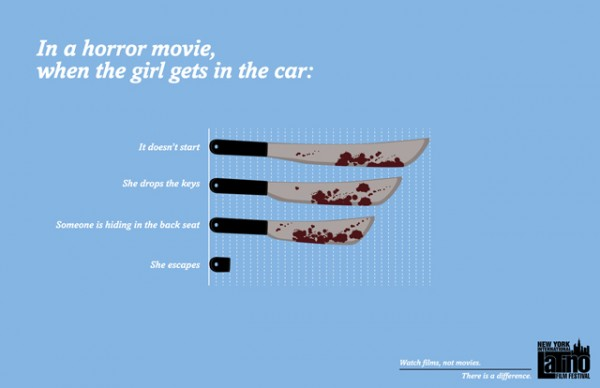 In a horror movie,
when the girl gets in the car:
It doesn't start
She drops the keys
Someone is hiding in the back seat
She escapes
Watch films, not movies.
There is a difference.
NEW YORK
INTERNATIONAL
Latino
FILM FESTIVAL